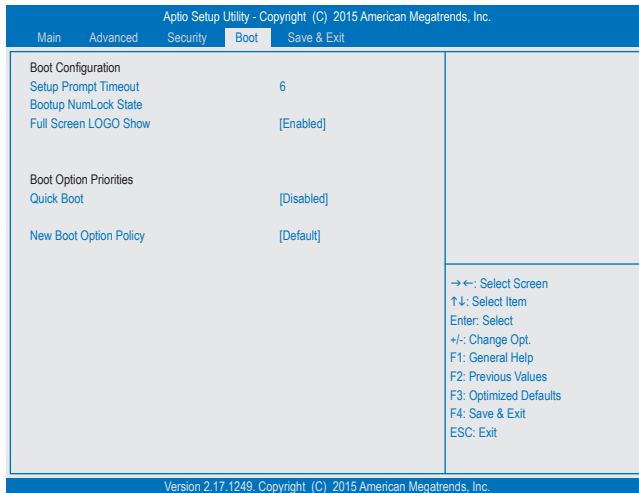 Aptio Setup Utility - Copyright (C) 2015 American Megatrends, Inc.
Main Advanced Security Boot Save & Exit
Boot Configuration
Setup Prompt Timeout 6
Bootup NumLock State
Full Screen LOGO Show [Enabled]
Boot Option Priorities
Quick Boot [Disabled]
New Boot Option Policy [Default]
→←: Select Screen
↑↓: Select Item
Enter: Select
+/-: Change Opt.
F1: General Help
F2: Previous Values
F3: Optimized Defaults
F4: Save & Exit
ESC: Exit
Version 2.17.1249. Copyright (C) 2015 American Megatrends, Inc.